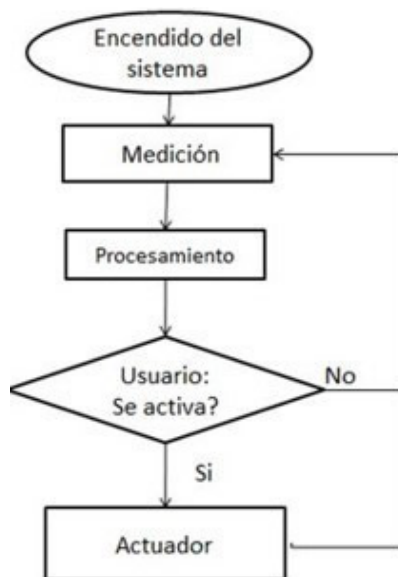 Encendido del
sistema
Medición
Procesamiento
Usuario:
Se activa?
No
Si
Actuador